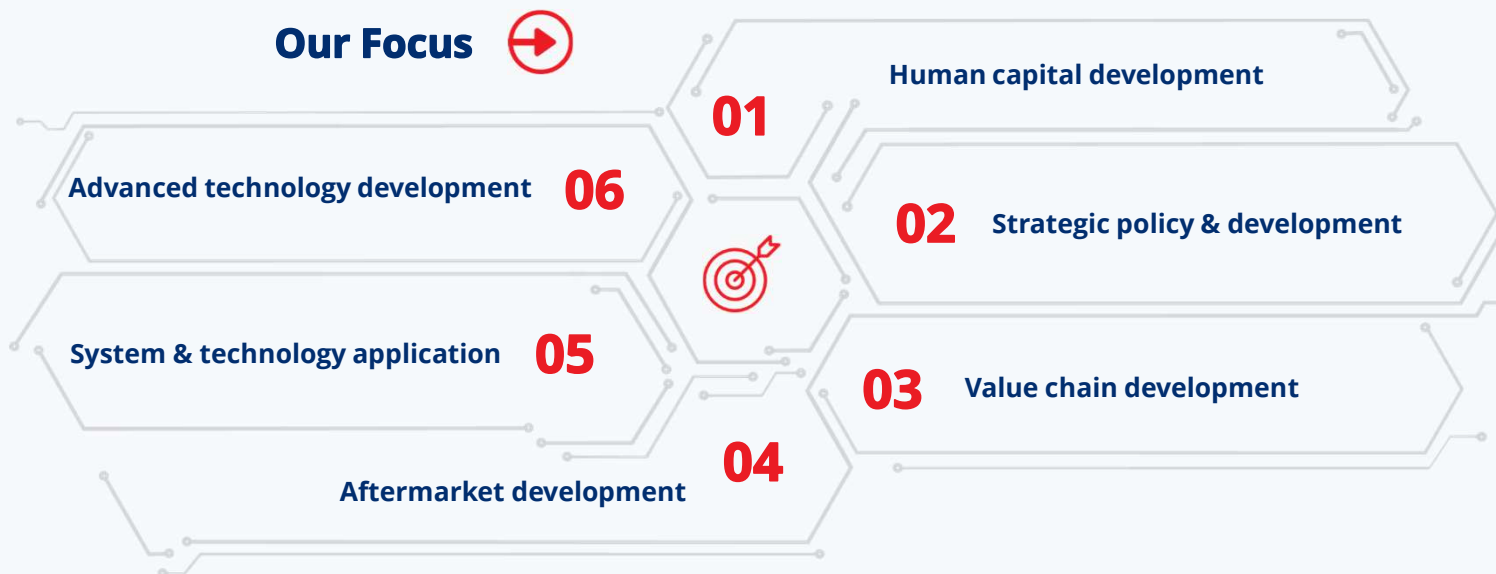 Our Focus
01
Human capital development
02
Strategic policy & development
03
Value chain development
04
Aftermarket development
05
System & technology application
06
Advanced technology development